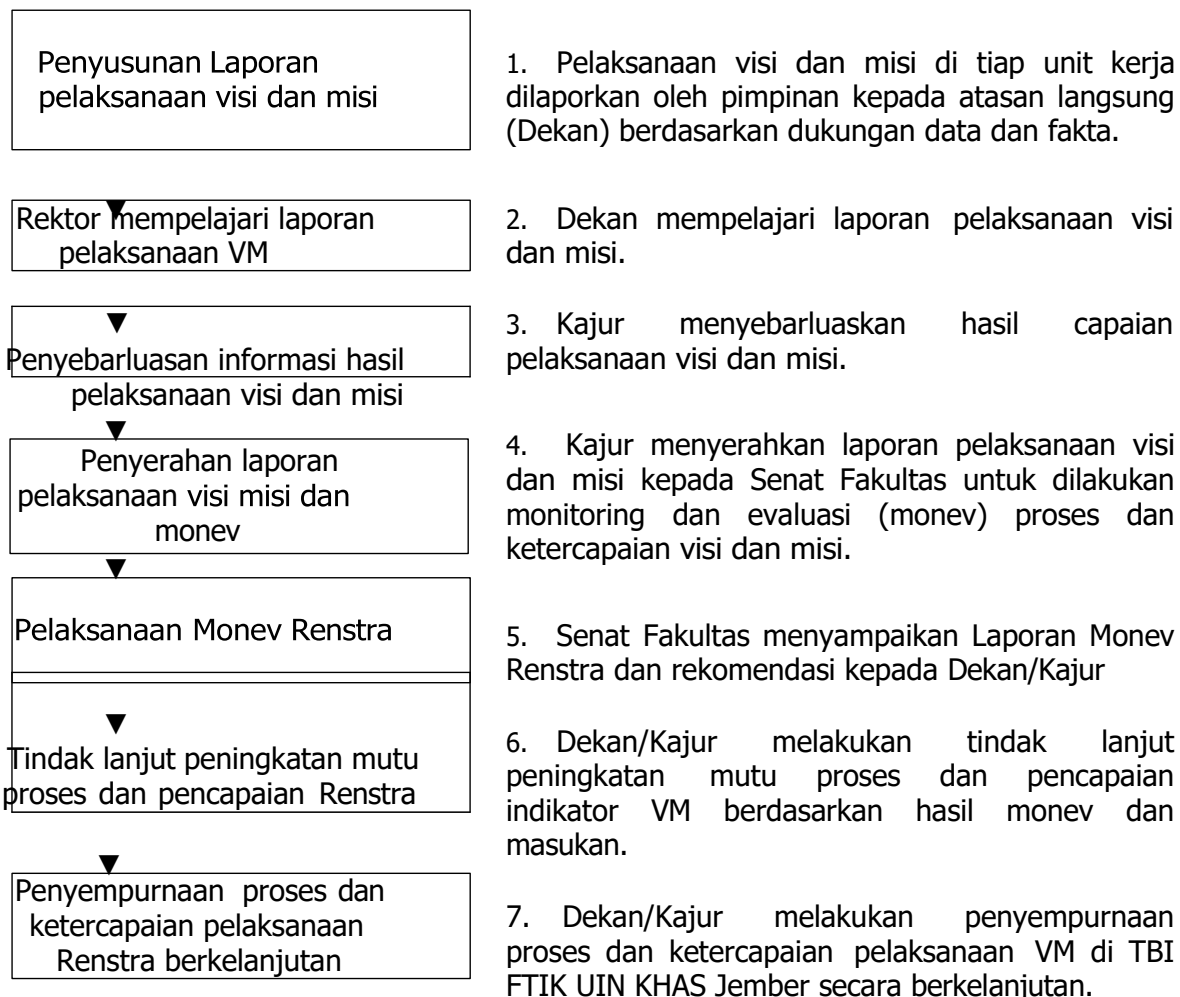 Penyusunan Laporan
pelaksanaan visi dan misi
1. Pelaksanaan visi dan misi di tiap unit kerja
dilaporkan oleh pimpinan kepada atasan langsung
(Dekan) berdasarkan dukungan data dan fakta.
Rektor mempelajari laporan
pelaksanaan VM
2. Dekan mempelajari laporan pelaksanaan visi
dan misi.
Penyebarluasan informasi hasil
pelaksanaan visi dan misi
3. Kajur menyebarluaskan hasil capaian
pelaksanaan visi dan misi.
Penyerahan laporan
pelaksanaan visi misi dan
monev
4. Kajur menyerahkan laporan pelaksanaan visi
dan misi kepada Senat Fakultas untuk dilakukan
monitoring dan evaluasi (monev) proses dan
ketercapaian visi dan misi.
Pelaksanaan Monev Renstra
5. Senat Fakultas menyampaikan Laporan Monev
Renstra dan rekomendasi kepada Dekan/Kajur
Tindak lanjut peningkatan mutu
proses dan pencapaian Renstra
6. Dekan/Kajur melakukan tindak lanjut
peningkatan mutu proses dan pencapaian
indikator VM berdasarkan hasil monev dan
masukan.
Penyempurnaan proses dan
ketercapaian pelaksanaan
Renstra berkelanjutan
7. Dekan/Kajur melakukan penyempurnaan
proses dan ketercapaian pelaksanaan VM di TBI
FTIK UIN KHAS Jember secara berkelanjutan.